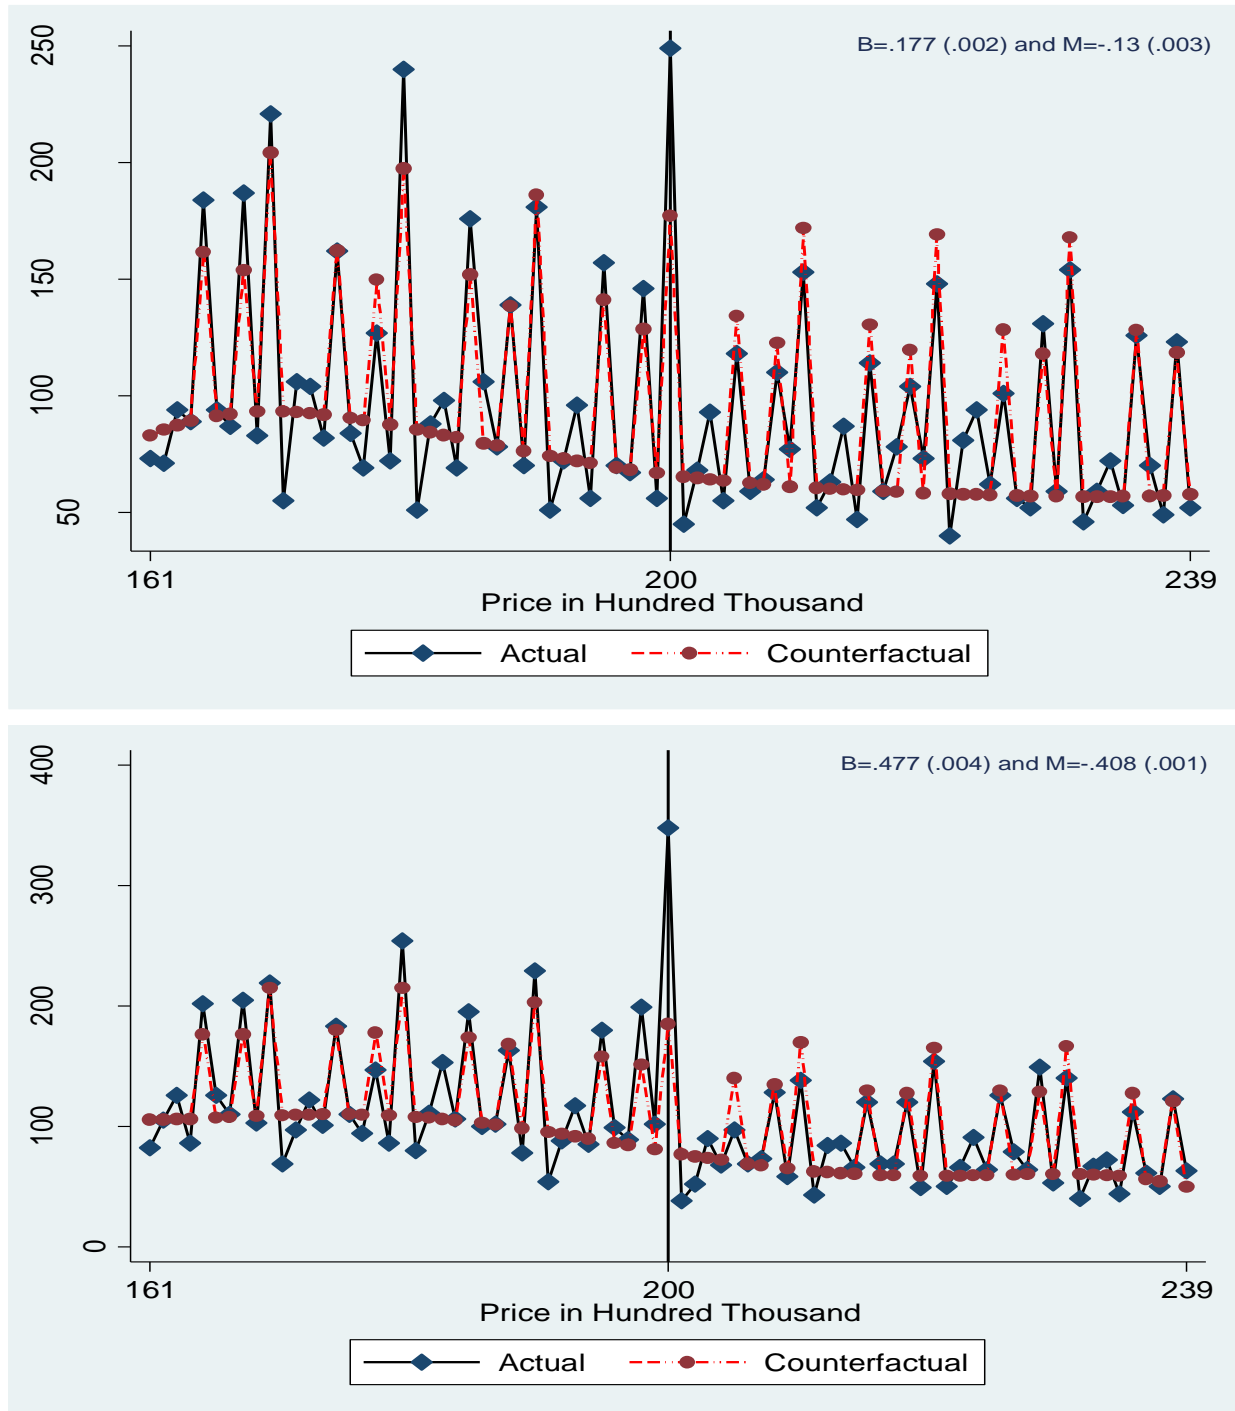 B=.177 (.002) and M=-.13 (.003)
250
200
150
100
50
161 200 239
Price in Hundred Thousand
Actual Counterfactual
B=.477 (.004) and M=-.408 (.001)
400
300
200
100
0
161 200 239
Price in Hundred Thousand
Actual Counterfactual